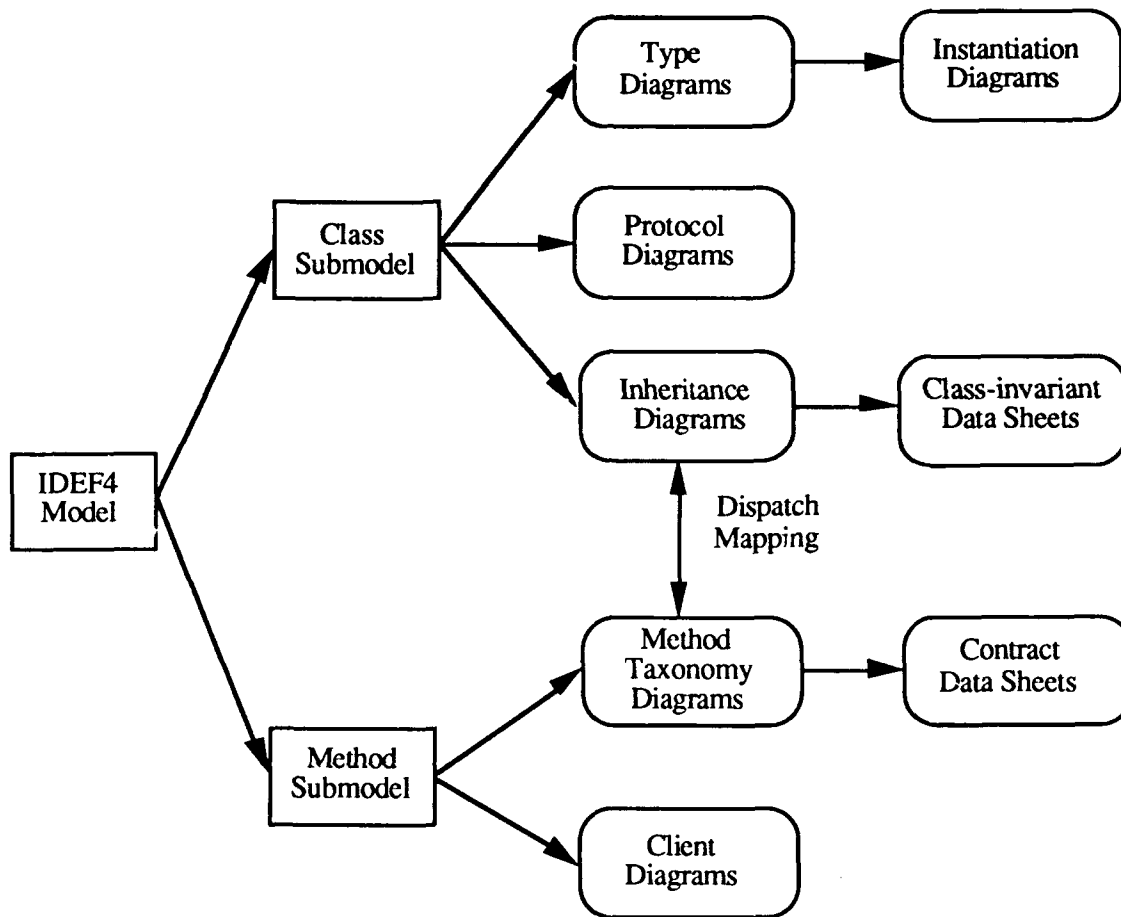 Type
Diagrams
Instantiation
Diagrams
Class
Submodel
Protocol
Diagrams
Inheritance
Diagrams
Class-invariant
Data Sheets
IDEF4
Model
Dispatch
Mapping
Method
Taxonomy
Diagrams
Contract
Data Sheets
Method
Submodel
Client
Diagrams